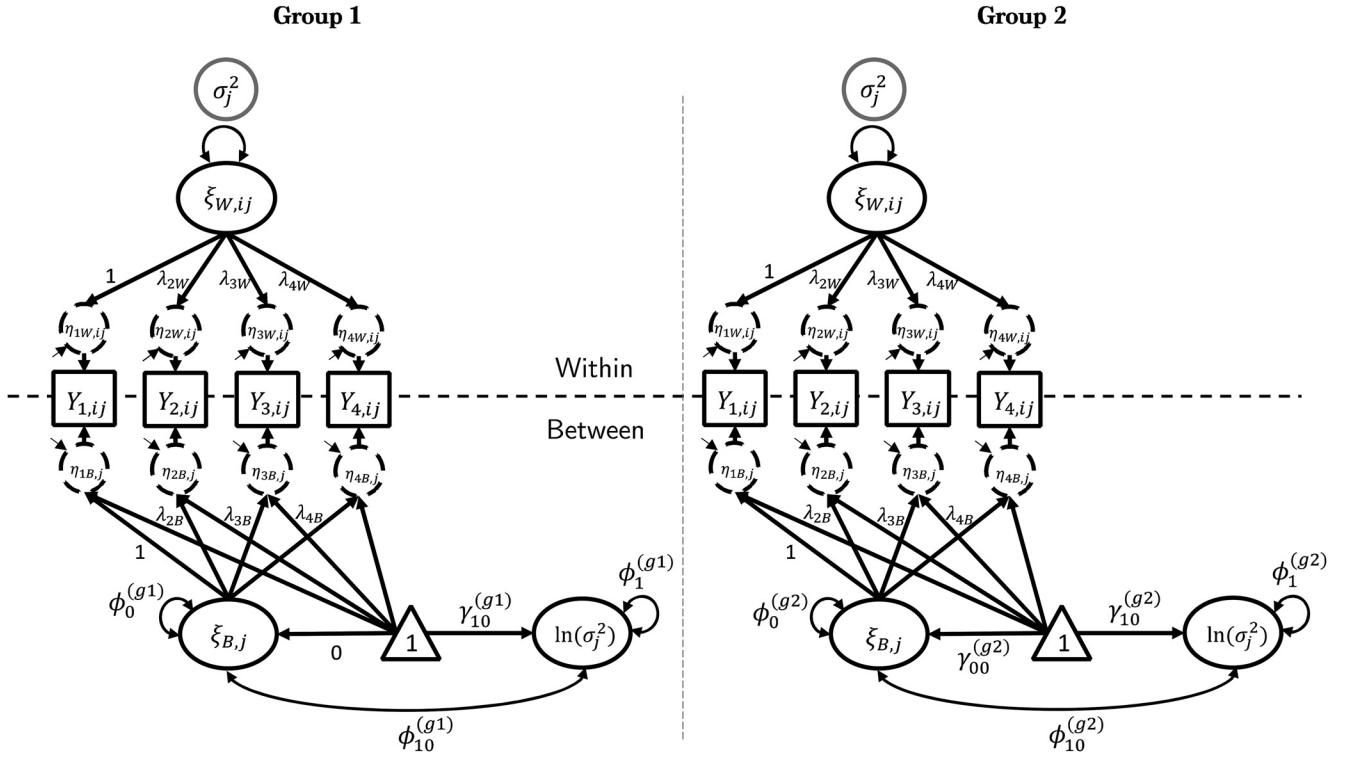 Group 1 Group 2
σ_j^2 σ_j^2
ξ_{W,ij} ξ_{W,ij}
1 λ_{2W} λ_{3W} λ_{4W} 1 λ_{2W} λ_{3W} λ_{4W}
η_{1W,ij} η_{2W,ij} η_{3W,ij} η_{4W,ij} η_{1W,ij} η_{2W,ij} η_{3W,ij} η_{4W,ij}
Within
Y_{1,ij} Y_{2,ij} Y_{3,ij} Y_{4,ij} Y_{1,ij} Y_{2,ij} Y_{3,ij} Y_{4,ij}
Between
η_{1B,j} η_{2B,j} η_{3B,j} η_{4B,j} η_{1B,j} η_{2B,j} η_{3B,j} η_{4B,j}
λ_{2B} λ_{3B} λ_{4B} λ_{2B} λ_{3B} λ_{4B}
1 1
ϕ_0^{(g1)} γ_{10}^{(g1)} ϕ_1^{(g1)} ϕ_0^{(g2)} γ_{10}^{(g2)} ϕ_1^{(g2)}
ξ_{B,j} 1 ln(σ_j^2) ξ_{B,j} 1 ln(σ_j^2)
0 γ_{00}^{(g2)}
ϕ_{10}^{(g1)} ϕ_{10}^{(g2)}